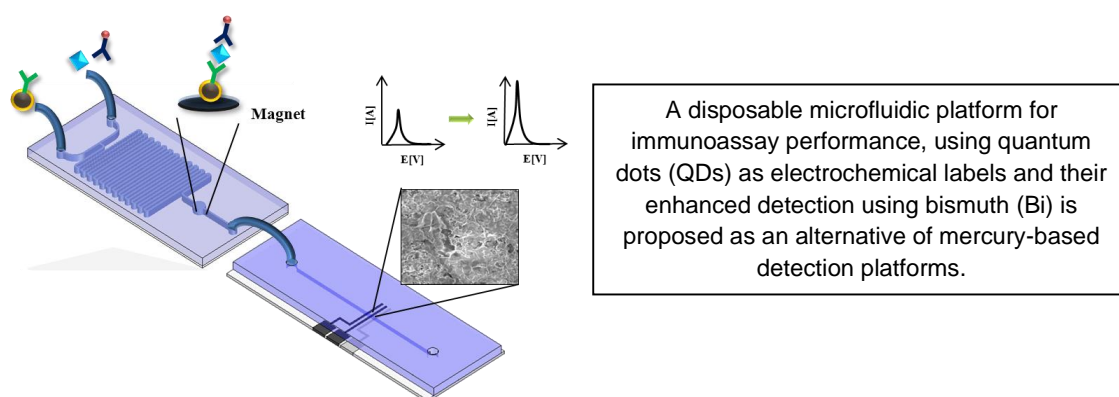 Magnet
I[A]
E[V]
I[A]
E[V]
A disposable microfluidic platform for
immunoassay performance, using quantum
dots (QDs) as electrochemical labels and their
enhanced detection using bismuth (Bi) is
proposed as an alternative of mercury-based
detection platforms.